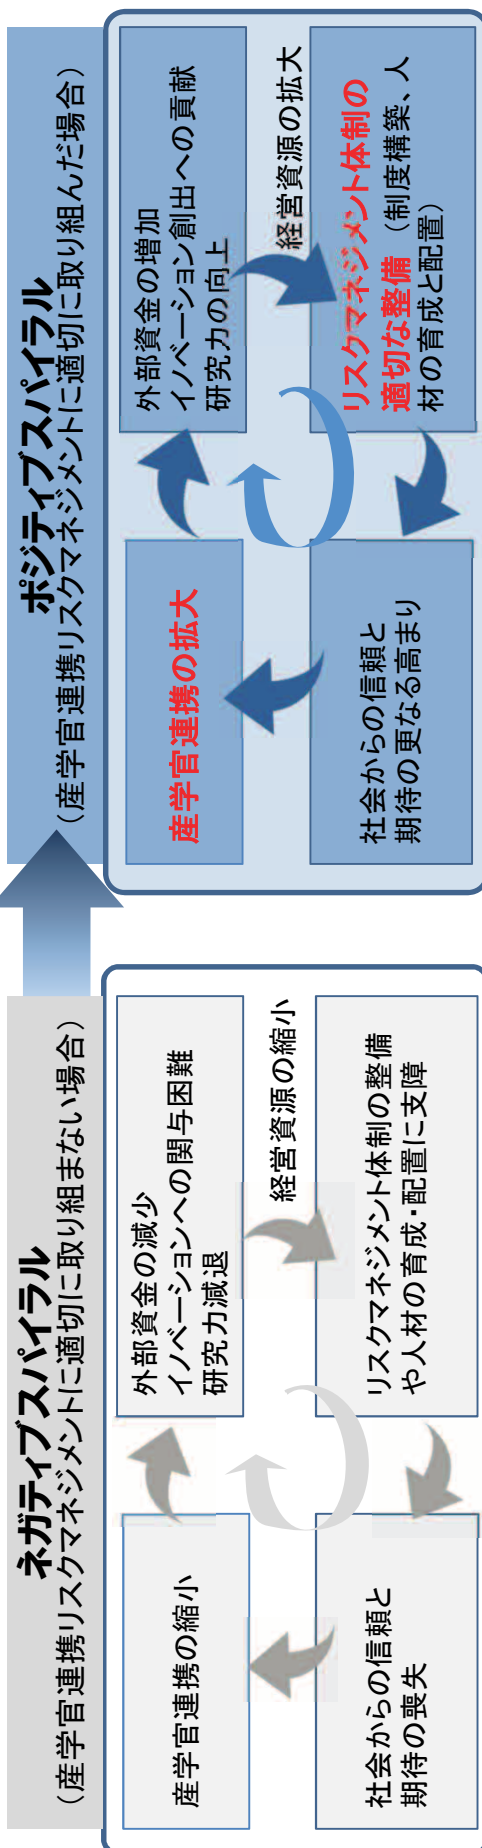 ネガティブスパイラル
（産学官連携リスクマネジメントに適切に取り組まない場合）
産学官連携の縮小
外部資金の減少
イノベーションへの関与困難
研究力減退
経営資源の縮小
社会からの信頼と
期待の喪失
リスクマネジメント体制の整備
や人材の育成・配置に支障
ポジティブスパイラル
（産学官連携リスクマネジメントに適切に取り組んだ場合）
産学官連携の拡大
外部資金の増加
イノベーション創出への貢献
研究力の向上
経営資源の拡大
社会からの信頼と
期待の更なる高まり
リスクマネジメント体制の
適切な整備（制度構築、人
材の育成と配置）